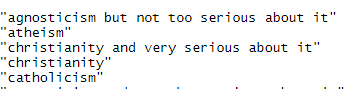 "agnosticism but not too serious about it"
"atheism"
"christianity and very serious about it"
"christianity"
"catholicism"